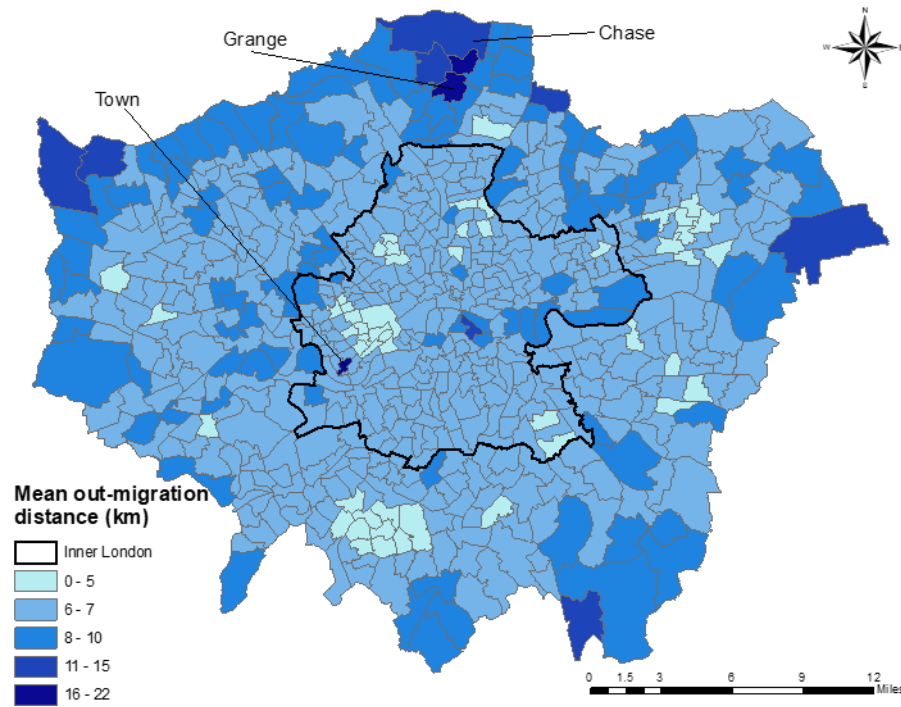 Grange
Chase
Town
N
W
E
S
Mean out-migration
distance (km)
Inner London
0 - 5
6 - 7
8 - 10
11 - 15
16 - 22
0 1.5 3 6 9 12
Miles